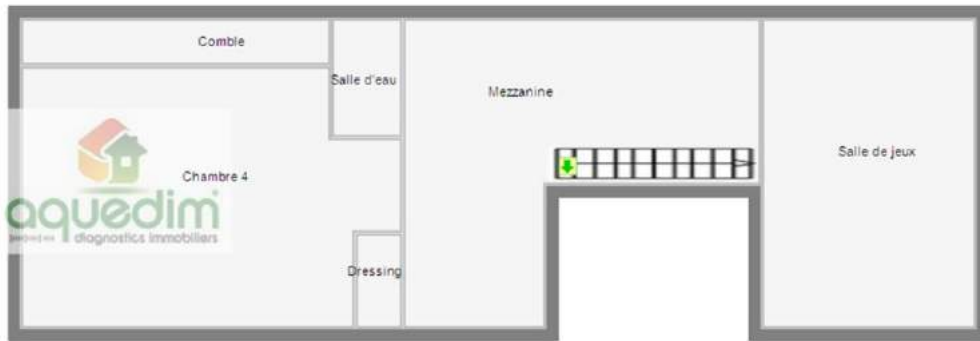 Comble
Salle d'eau
Mezzanine
Salle de jeux
Chambre 4
aquedim
diagnostics immobiliers
Dressing